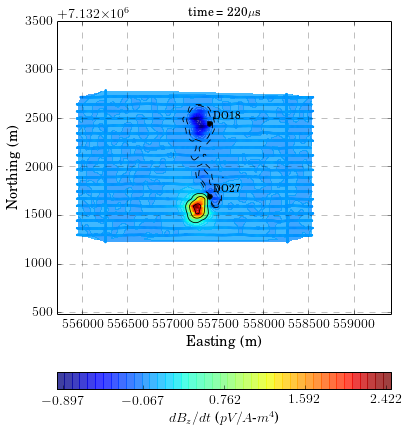 +7.132×10⁶
time = 220μs
3500
3000
2500
2000
1500
1000
500
Northing (m)
DO18
DO27
556000 556500 557000 557500 558000 558500 559000
Easting (m)
−0.897 −0.067 0.762 1.592 2.422
dB_z/dt (pV/A-m⁴)